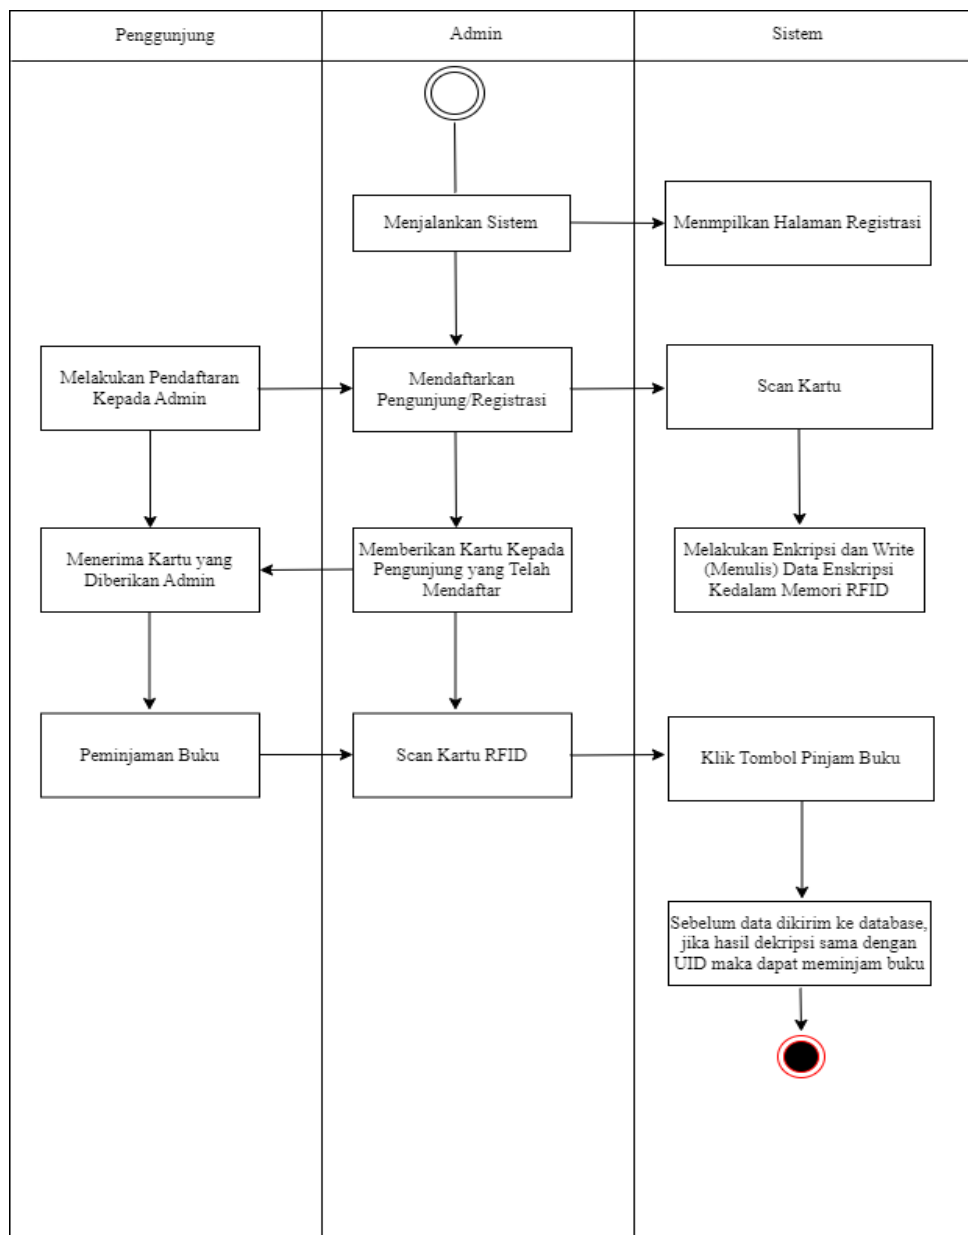 Penggunjung
Admin
Sistem
Menjalankan Sistem
Menmpilkan Halaman Registrasi
Melakukan Pendaftaran
Kepada Admin
Mendaftarkan
Pengunjung/Registrasi
Scan Kartu
Menerima Kartu yang
Diberikan Admin
Memberikan Kartu Kepada
Pengunjung yang Telah
Mendaftar
Melakukan Enkripsi dan Write
(Menulis) Data Enskripsi
Kedalam Memori RFID
Peminjaman Buku
Scan Kartu RFID
Klik Tombol Pinjam Buku
Sebelum data dikirim ke database,
jika hasil dekripsi sama dengan
UID maka dapat meminjam buku